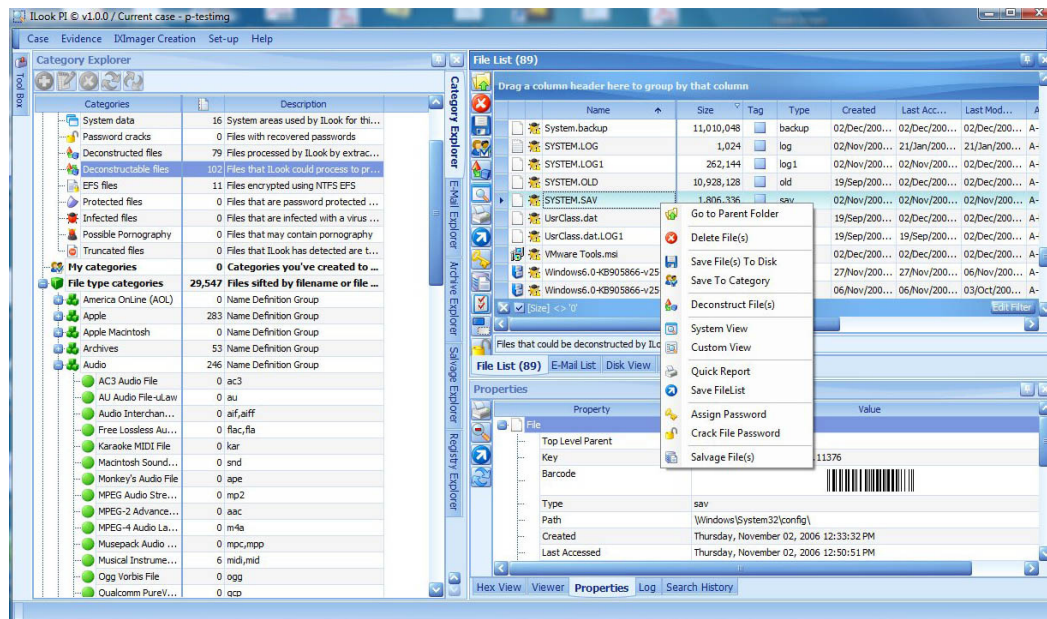 ILook PI © v1.0.0 / Current case - p-testimg
Case Evidence IXImager Creation Set-up Help
Tool Box
Category Explorer
Categories Description
System data 16 System areas used by ILook for thi...
Password cracks 0 Files with recovered passwords
Deconstructed files 79 Files processed by ILook by extrac...
Deconstructable files 102 Files that ILook could process to pr...
EFS files 11 Files encrypted using NTFS EFS
Protected files 0 Files that are password protected ...
Infected files 0 Files that are infected with a virus ...
Possible Pornography 0 Files that may contain pornography
Truncated files 0 Files that ILook has detected are t...
My categories 0 Categories you've created to ...
File type categories 29,547 Files sifted by filename or file ...
America OnLine (AOL) 0 Name Definition Group
Apple 283 Name Definition Group
Apple Macintosh 0 Name Definition Group
Archives 53 Name Definition Group
Audio 246 Name Definition Group
AC3 Audio File 0 ac3
AU Audio File-uLaw 0 au
Audio Interchan... 0 aif,aiff
Free Lossless Au... 0 flac,fla
Karaoke MIDI File 0 kar
Macintosh Sound... 0 snd
Monkey's Audio File 0 ape
MPEG Audio Stre... 0 mp2
MPEG-2 Advance... 0 aac
MPEG-4 Audio La... 0 m4a
Musepack Audio ... 0 mpc,mpp
Musical Instrume... 6 midi,mid
Ogg Vorbis File 0 ogg
Qualcomm PureV... 0 qcp
Category Explorer
E-Mail Explorer
Archive Explorer
Salvage Explorer
Registry Explorer
File List (89)
Drag a column header here to group by that column
Name Size Tag Type Created Last Acc... Last Mod... A
System.backup 11,010,048 backup 02/Dec/200... 02/Dec/200... 02/Dec/200... A-
SYSTEM.LOG 1,024 log 02/Nov/200... 21/Jan/200... 21/Jan/200... A-
SYSTEM.LOG1 262,144 log1 02/Nov/200... 02/Nov/200... 02/Dec/200... A-
SYSTEM.OLD 10,928,128 old 19/Sep/200... 02/Dec/200... 02/Dec/200... A-
SYSTEM.SAV 1,806,336 sav 02/Nov/200... 02/Nov/200... 02/Nov/200... A-
UsrClass.dat 19/Sep/200... 02/Dec/200... 02/Dec/200... A-
UsrClass.dat.LOG1 19/Sep/200... 19/Sep/200... 02/Dec/200... A-
VMware Tools.msi 02/Dec/200... 02/Dec/200... 02/Dec/200... A-
Windows6.0-KB905866-v25 27/Nov/200... 27/Nov/200... 06/Nov/200... A-
Windows6.0-KB905866-v25 06/Nov/200... 06/Nov/200... 03/Oct/200... A-
[Size] <> '0' Edit Filter
Files that could be deconstructed by ILo
File List (89) E-Mail List Disk View
Go to Parent Folder
Delete File(s)
Save File(s) To Disk
Save To Category
Deconstruct File(s)
System View
Custom View
Quick Report
Save FileList
Assign Password
Crack File Password
Salvage File(s)
Properties
Property Value
File
Top Level Parent
Key 11376
Barcode
Type sav
Path \Windows\System32\config\
Created Thursday, November 02, 2006 12:33:32 PM
Last Accessed Thursday, November 02, 2006 12:50:51 PM
Hex View Viewer Properties Log Search History